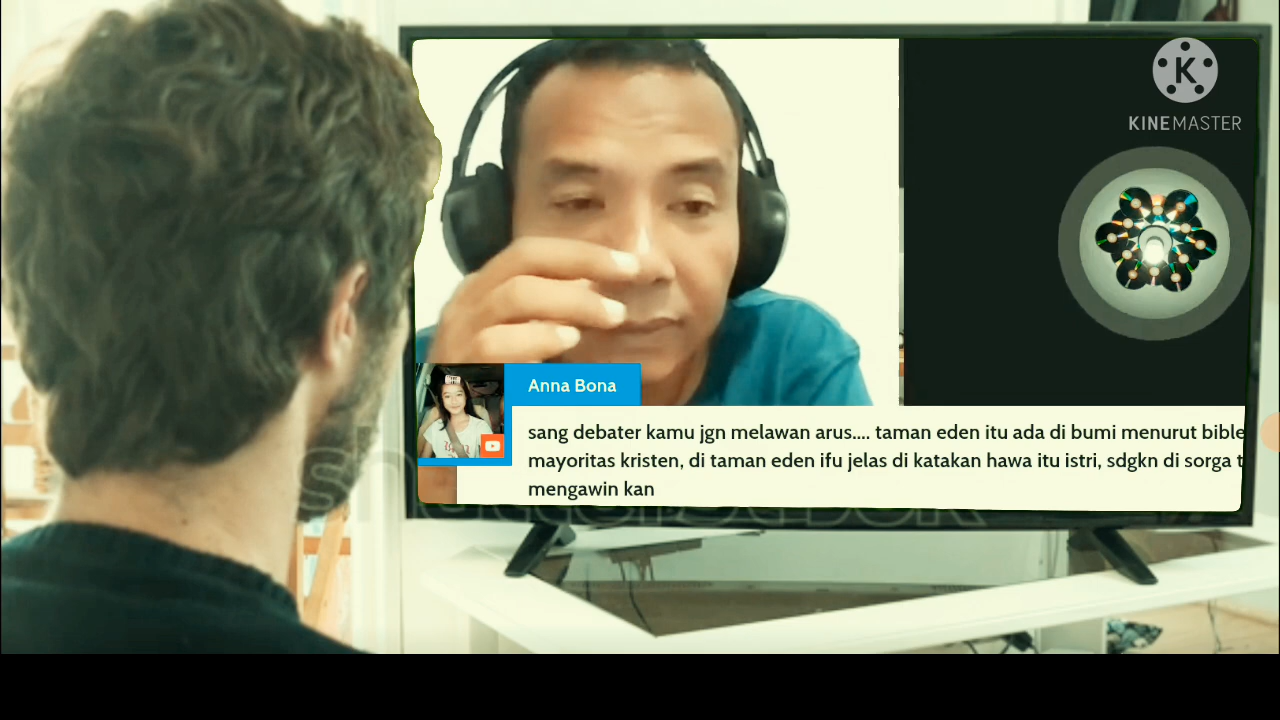 K
KINEMASTER
Anna Bona
sang debater kamu jgn melawan arus.... taman eden itu ada di bumi menurut bible
mayoritas kristen, di taman eden ifu jelas di katakan hawa itu istri, sdgkn di sorga t
mengawin kan